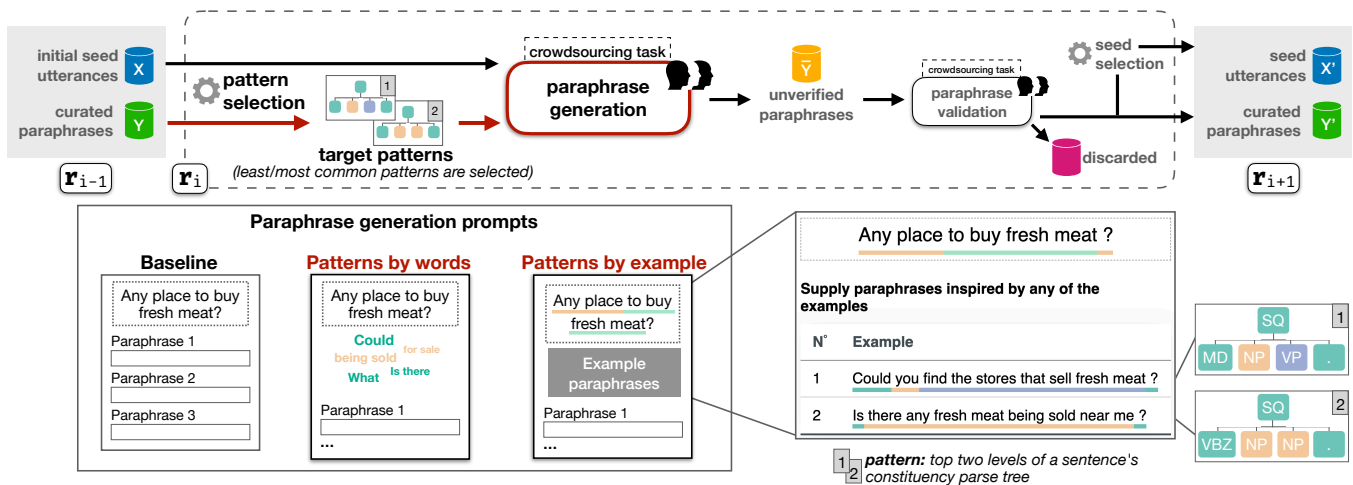 initial seed
utterances
X
curated
paraphrases
Y
r i-1
r i
pattern
selection
1
2
target patterns
(least/most common patterns are selected)
crowdsourcing task
paraphrase
generation
Ȳ
unverified
paraphrases
crowdsourcing task
paraphrase
validation
discarded
seed
selection
seed
utterances
X'
curated
paraphrases
Y'
r i+1
Paraphrase generation prompts
Baseline
Any place to buy
fresh meat?
Paraphrase 1
Paraphrase 2
Paraphrase 3
Patterns by words
Any place to buy
fresh meat?
Could
being sold
for sale
What
Is there
Paraphrase 1
...
Patterns by example
Any place to buy
fresh meat?
Example
paraphrases
Paraphrase 1
...
Any place to buy fresh meat ?
Supply paraphrases inspired by any of the
examples
N° Example
1 Could you find the stores that sell fresh meat ?
2 Is there any fresh meat being sold near me ?
1
SQ
MD NP VP .
2
SQ
VBZ NP NP .
1
2
pattern: top two levels of a sentence's
constituency parse tree